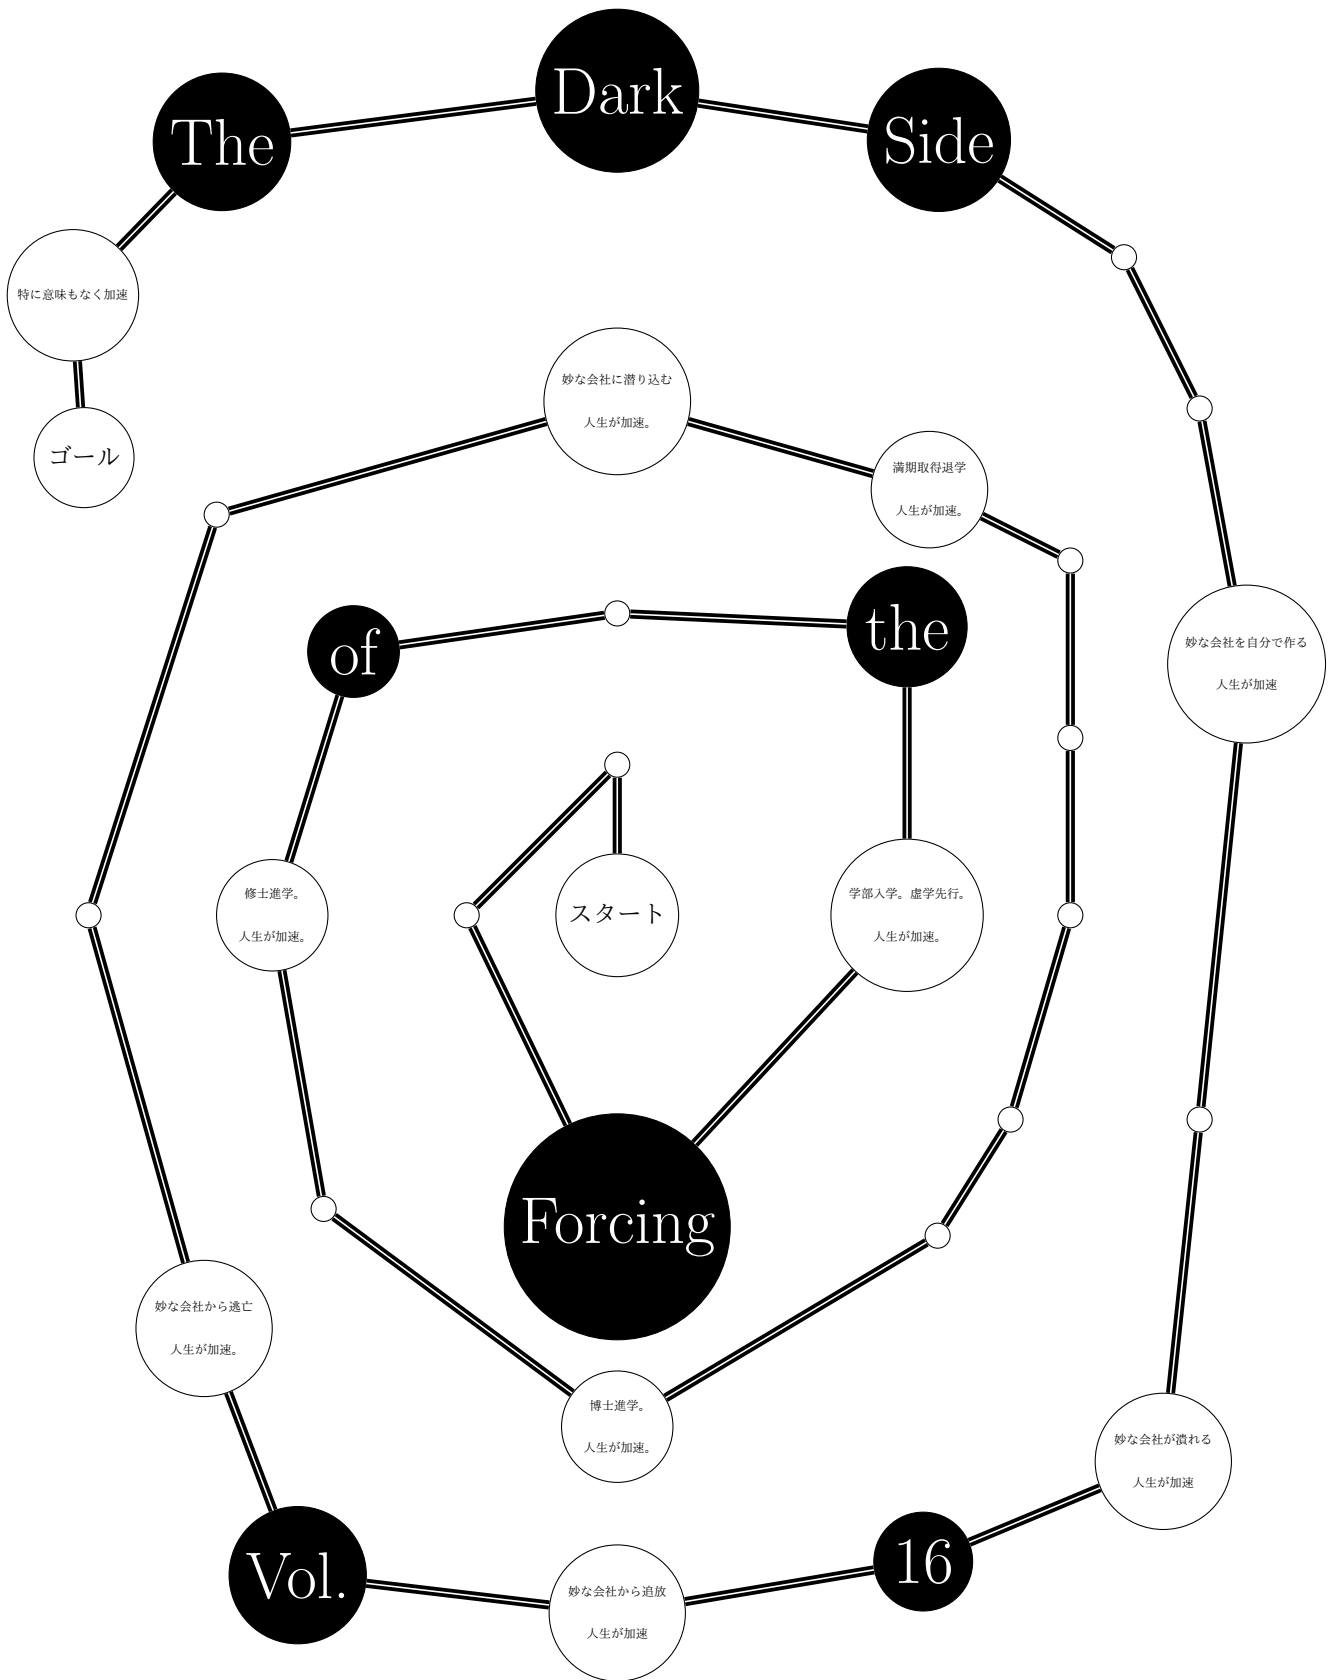 The
Dark
Side
特に意味もなく加速
ゴール
妙な会社に潜り込む
人生が加速。
満期取得退学
人生が加速。
of
the
妙な会社を自分で作る
人生が加速
修士進学。
人生が加速。
スタート
学部入学。虚学先行。
人生が加速。
Forcing
妙な会社から逃亡
人生が加速。
博士進学。
人生が加速。
妙な会社が潰れる
人生が加速
Vol.
妙な会社から追放
人生が加速
16